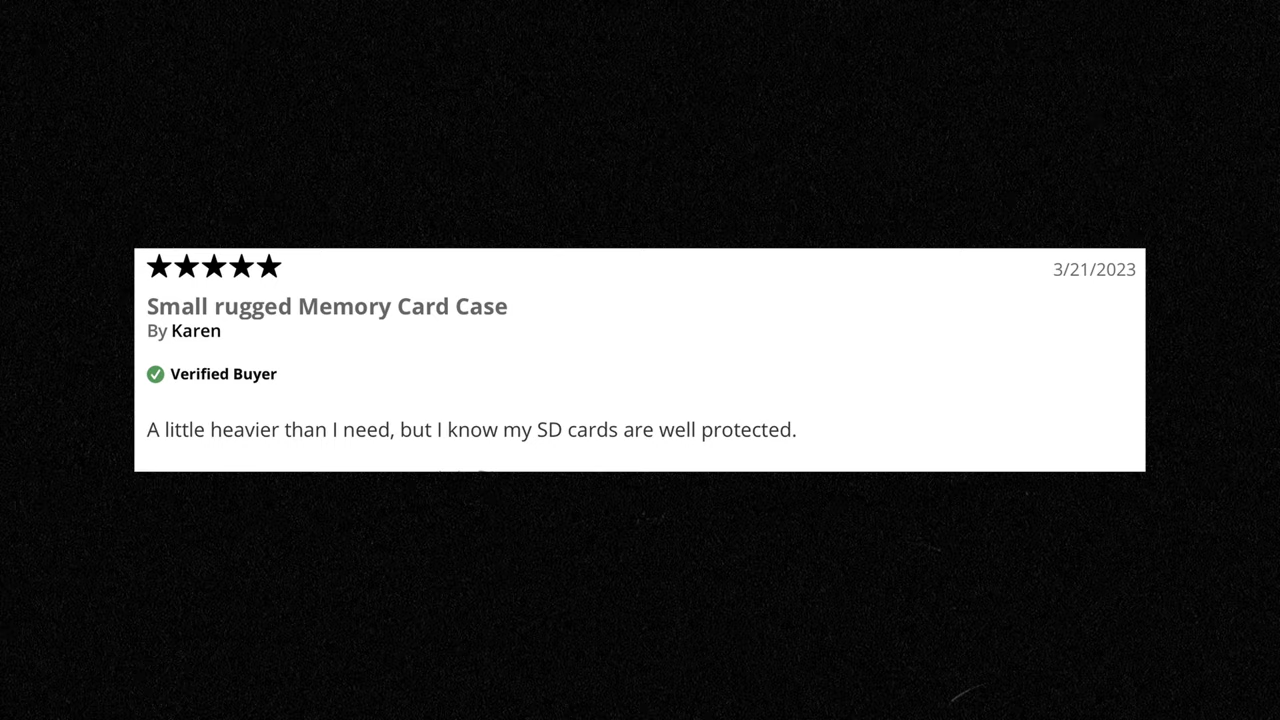 3/21/2023
Small rugged Memory Card Case
By Karen
Verified Buyer
A little heavier than I need, but I know my SD cards are well protected.